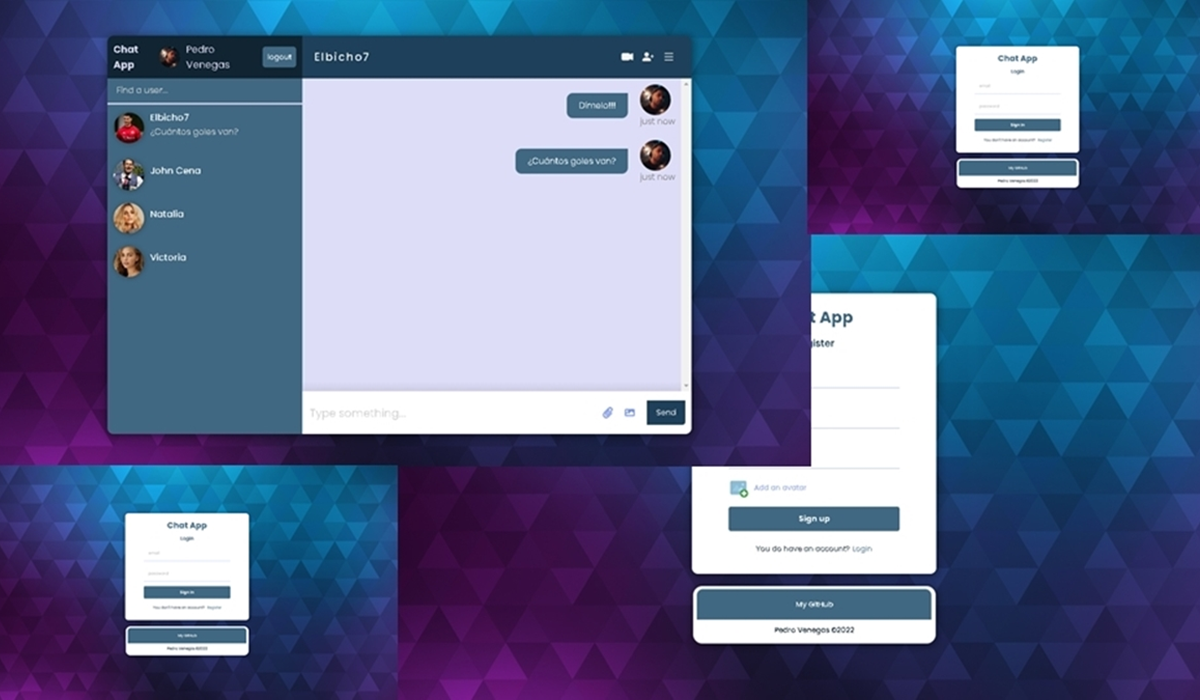 Chat
App
Pedro
Venegas
logout
Elbicho7
Find a user...
Elbicho7
¿Cuántos goles van?
John Cena
Natalia
Victoria
Dimelo!!!!
just now
¿Cuántos goles van?
just now
Type something...
Send
Chat App
Login
email
password
Sign in
You don't have an account? Register
My GitHub
Pedro Venegas ©2022
t App
ister
Add an avatar
Sign up
You do have an account? Login
My GitHub
Pedro Venegas ©2022
Chat App
Login
email
password
Sign in
You don't have an account? Register
My GitHub
Pedro Venegas ©2022